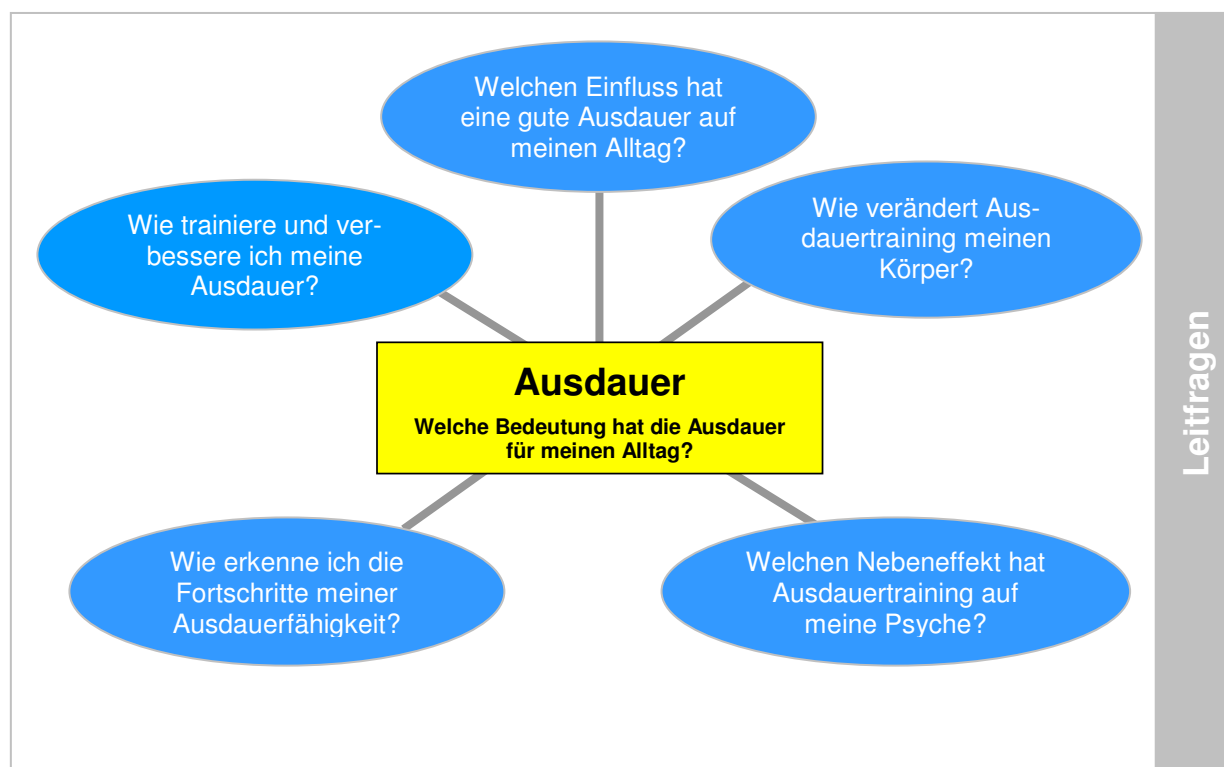 Welchen Einfluss hat
eine gute Ausdauer auf
meinen Alltag?
Wie trainiere und ver-
bessere ich meine
Ausdauer?
Wie verändert Aus-
dauertraining meinen
Körper?
Ausdauer
Welche Bedeutung hat die Ausdauer
für meinen Alltag?
Wie erkenne ich die
Fortschritte meiner
Ausdauerfähigkeit?
Welchen Nebeneffekt hat
Ausdauertraining auf
meine Psyche?
Leitfragen